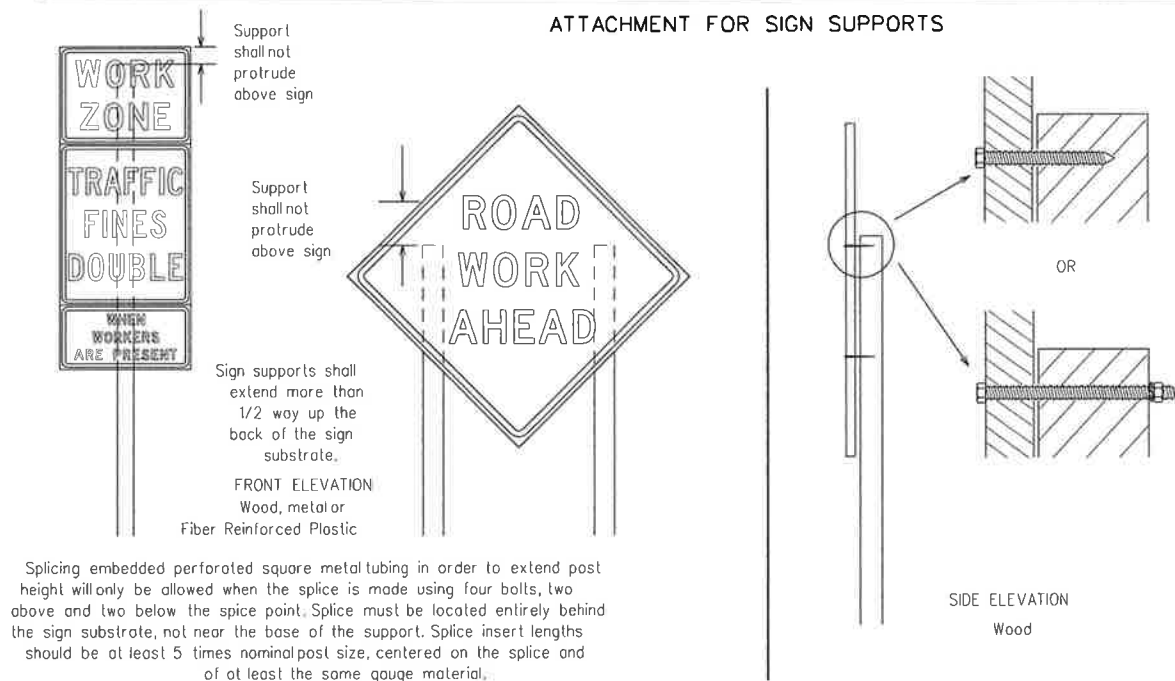 ATTACHMENT FOR SIGN SUPPORTS
Support
shall not
protrude
above sign
WORK
ZONE
TRAFFIC
FINES
DOUBLE
WHEN
WORKERS
ARE PRESENT
Support
shall not
protrude
above sign
ROAD
WORK
AHEAD
Sign supports shall
extend more than
1/2 way up the
back of the sign
substrate.
FRONT ELEVATION
Wood, metal or
Fiber Reinforced Plastic
Splicing embedded perforated square metal tubing in order to extend post
height will only be allowed when the splice is made using four bolts, two
above and two below the spice point. Splice must be located entirely behind
the sign substrate, not near the base of the support. Splice insert lengths
should be at least 5 times nominal post size, centered on the splice and
of at least the same gauge material.
OR
SIDE ELEVATION
Wood